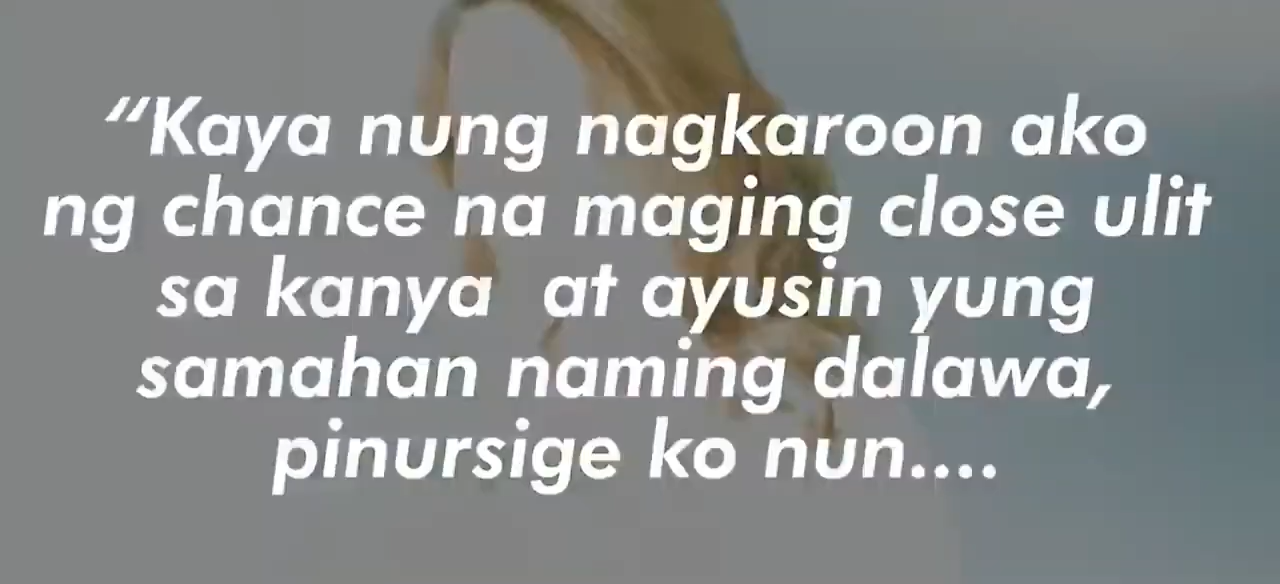 “Kaya nung nagkaroon ako
ng chance na maging close ulit
sa kanya at ayusin yung
samahan naming dalawa,
pinursige ko nun....